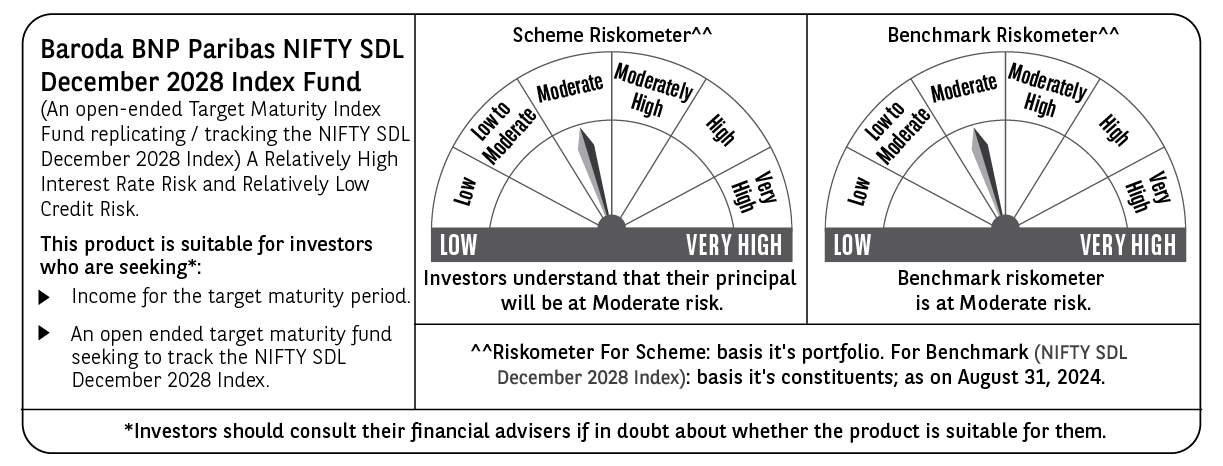 Baroda BNP Paribas NIFTY SDL
December 2028 Index Fund
(An open-ended Target Maturity Index
Fund replicating / tracking the NIFTY SDL
December 2028 Index) A Relatively High
Interest Rate Risk and Relatively Low
Credit Risk.
This product is suitable for investors
who are seeking*:
Income for the target maturity period.
An open ended target maturity fund
seeking to track the NIFTY SDL
December 2028 Index.
Scheme Riskometer^^
Low
Low to
Moderate
Moderate
Moderately
High
High
Very
High
LOW
VERY HIGH
Investors understand that their principal
will be at Moderate risk.
Benchmark Riskometer^^
Low
Low to
Moderate
Moderate
Moderately
High
High
Very
High
LOW
VERY HIGH
Benchmark riskometer
is at Moderate risk.
^^Riskometer For Scheme: basis it's portfolio. For Benchmark (NIFTY SDL
December 2028 Index): basis it's constituents; as on August 31, 2024.
*Investors should consult their financial advisers if in doubt about whether the product is suitable for them.